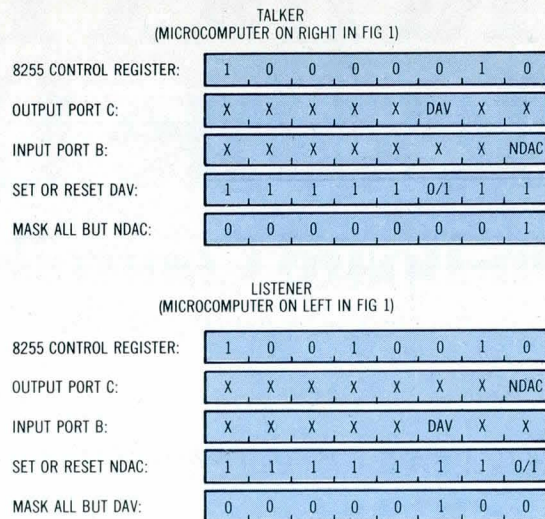 TALKER
(MICROCOMPUTER ON RIGHT IN FIG 1)
8255 CONTROL REGISTER: 1 0 0 0 0 0 1 0
OUTPUT PORT C: X X X X X DAV X X
INPUT PORT B: X X X X X X X NDAC
SET OR RESET DAV: 1 1 1 1 1 0/1 1 1
MASK ALL BUT NDAC: 0 0 0 0 0 0 0 1
LISTENER
(MICROCOMPUTER ON LEFT IN FIG 1)
8255 CONTROL REGISTER: 1 0 0 1 0 0 1 0
OUTPUT PORT C: X X X X X X X NDAC
INPUT PORT B: X X X X X DAV X X
SET OR RESET NDAC: 1 1 1 1 1 1 1 0/1
MASK ALL BUT DAV: 0 0 0 0 0 1 0 0